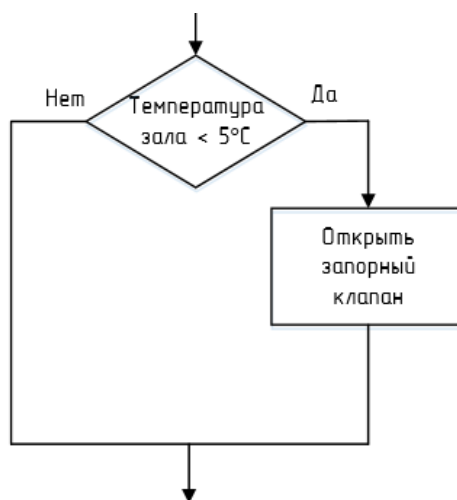 Нет
Температура
зала < 5°C
Да
Открыть
запорный
клапан